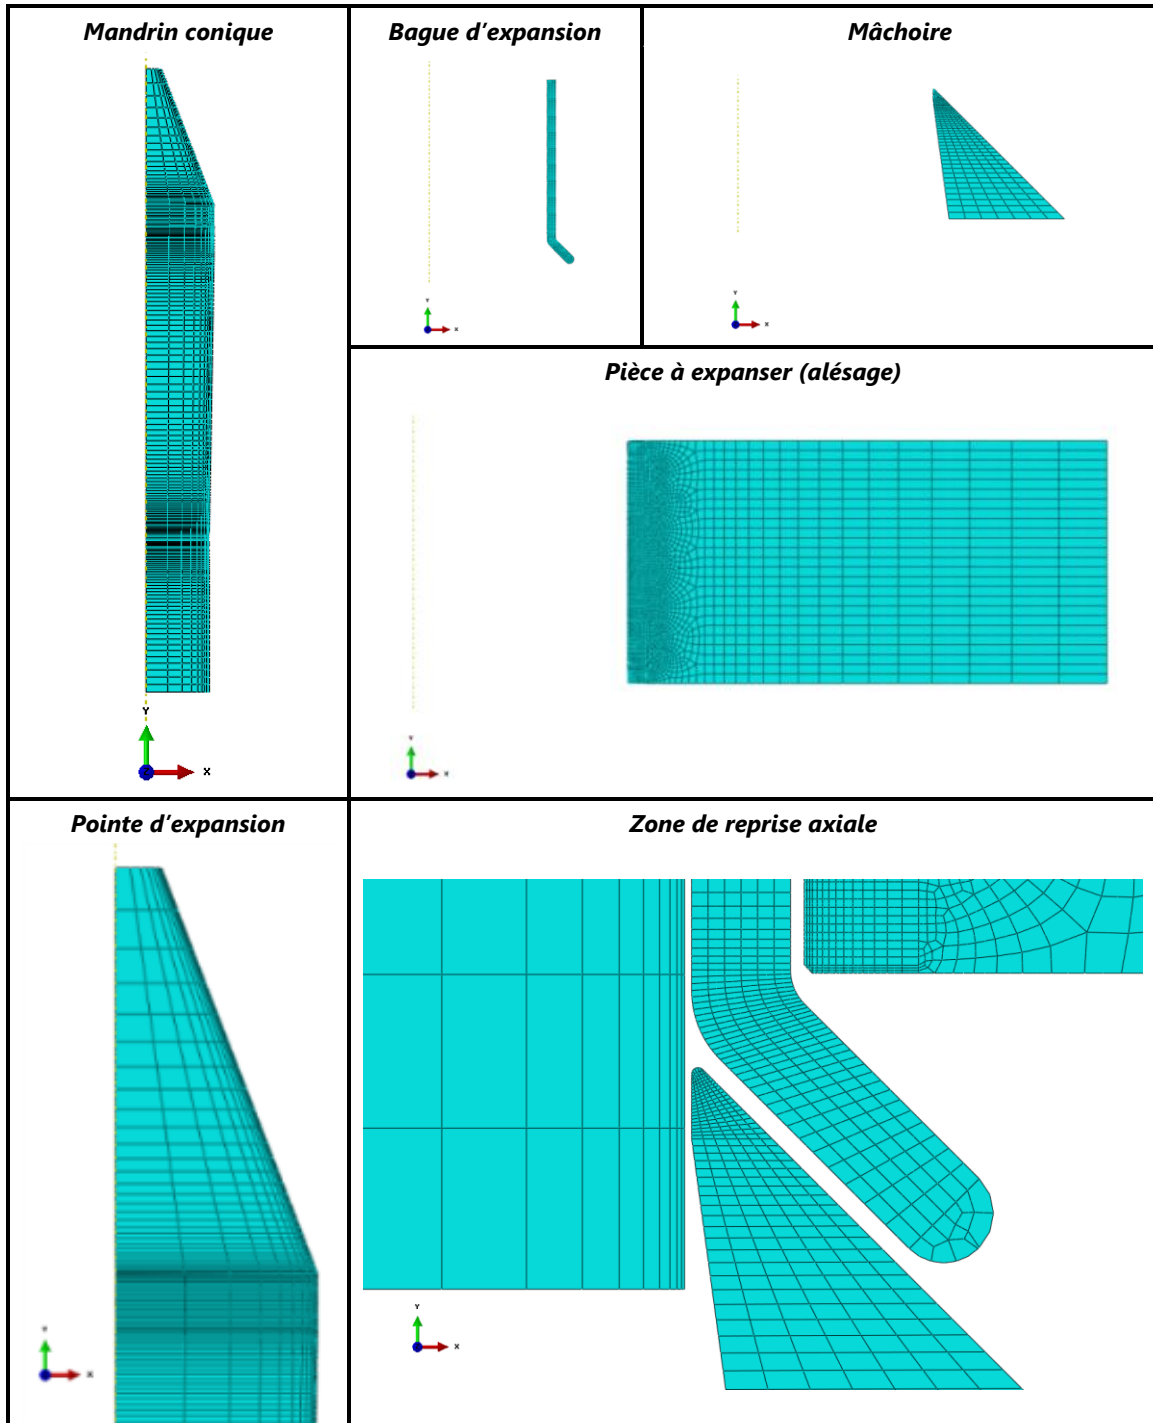 Mandrin conique
Bague d'expansion
Mâchoire
Y
X
Z
Y
X
Y
X
Pièce à expanser (alésage)
Y
X
Pointe d'expansion
Y
X
Zone de reprise axiale
Y
X